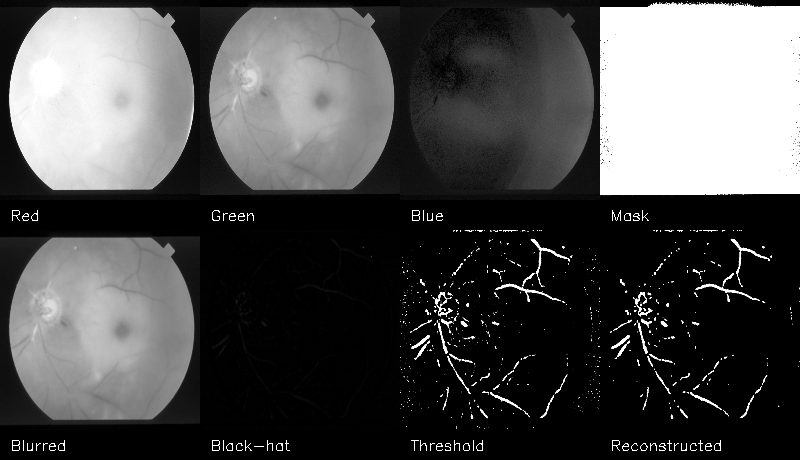 Red
Green
Blue
Mask
Blurred
Black-hat
Threshold
Reconstructed